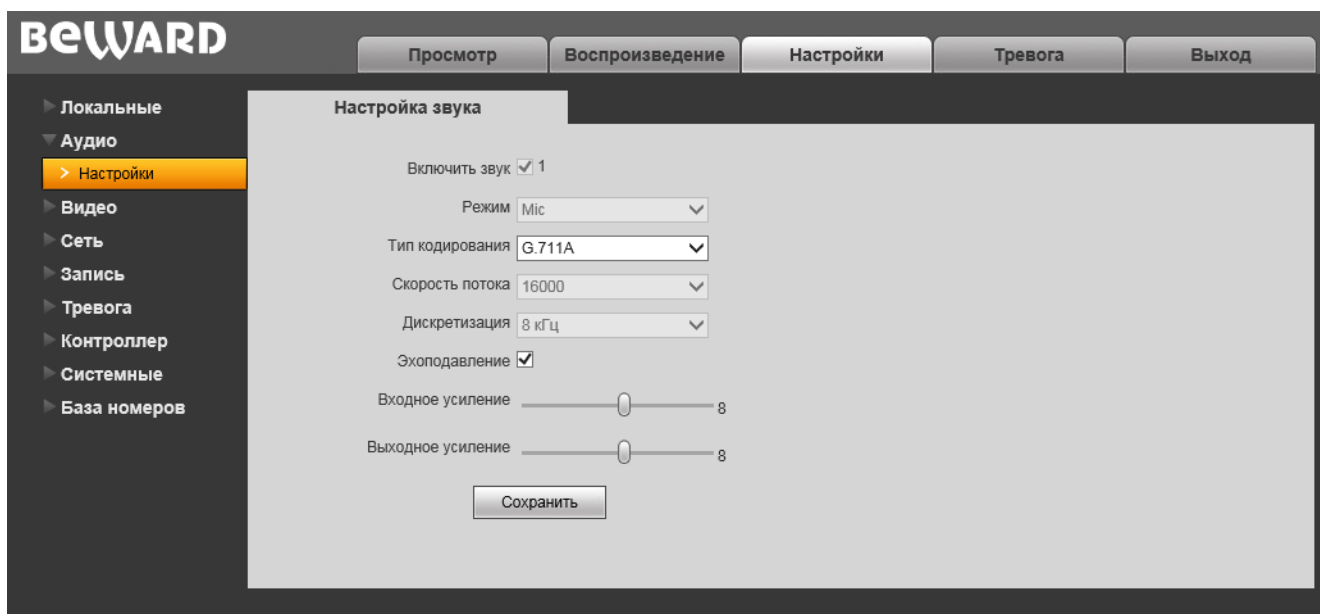 BEWARD
Просмотр Воспроизведение Настройки Тревога Выход
Локальные
Аудио
> Настройки
Видео
Сеть
Запись
Тревога
Контроллер
Системные
База номеров
Настройка звука
Включить звук 1
Режим Mic
Тип кодирования G.711A
Скорость потока 16000
Дискретизация 8 кГц
Эхоподавление
Входное усиление 8
Выходное усиление 8
Сохранить